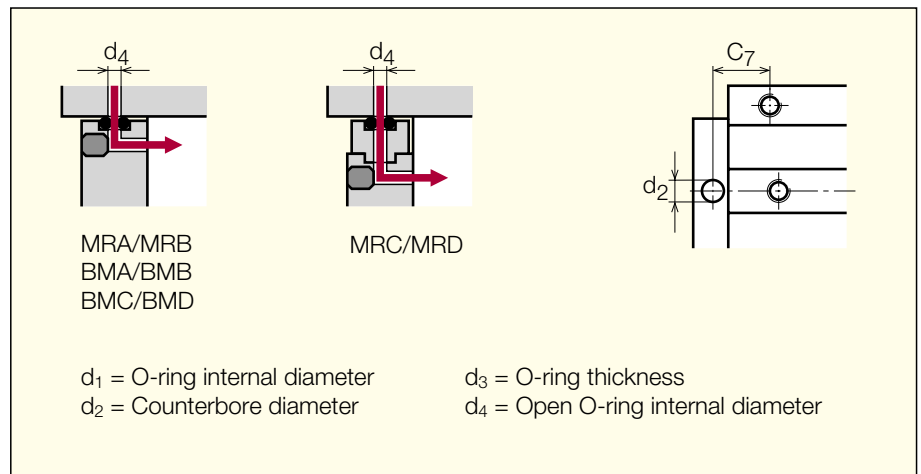 d4
d4
C7
d2
MRA/MRB
BMA/BMB
BMC/BMD
MRC/MRD
d1 = O-ring internal diameter
d2 = Counterbore diameter
d3 = O-ring thickness
d4 = Open O-ring internal diameter